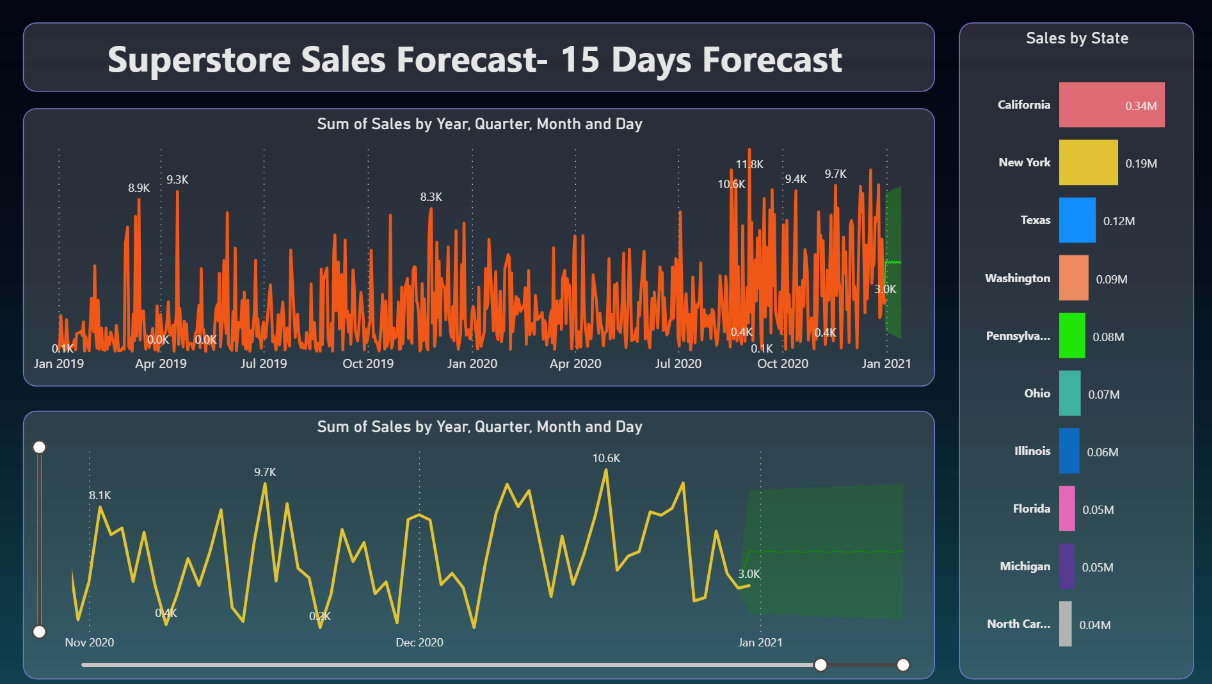 Superstore Sales Forecast- 15 Days Forecast
Sum of Sales by Year, Quarter, Month and Day
11.8K
10.6K
9.7K
9.4K
9.3K
8.9K
8.3K
3.0K
0.4K
0.4K
0.0K
0.0K
0.1K
0.1K
Jan 2019
Apr 2019
Jul 2019
Oct 2019
Jan 2020
Apr 2020
Jul 2020
Oct 2020
Jan 2021
Sum of Sales by Year, Quarter, Month and Day
10.6K
9.7K
8.1K
3.0K
0.4K
0.2K
Nov 2020
Dec 2020
Jan 2021
Sales by State
California 0.34M
New York 0.19M
Texas 0.12M
Washington 0.09M
Pennsylva... 0.08M
Ohio 0.07M
Illinois 0.06M
Florida 0.05M
Michigan 0.05M
North Car... 0.04M